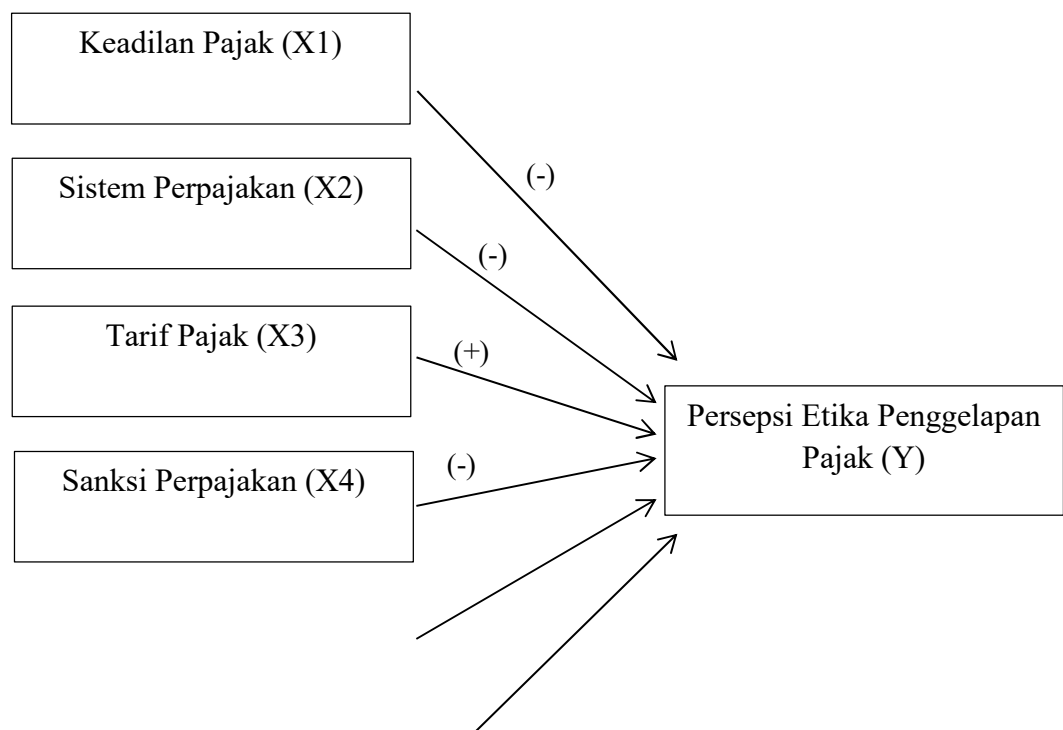 Keadilan Pajak (X1)
(-)
Sistem Perpajakan (X2)
(-)
Tarif Pajak (X3)
(+)
Persepsi Etika Penggelapan
Pajak (Y)
Sanksi Perpajakan (X4)
(-)